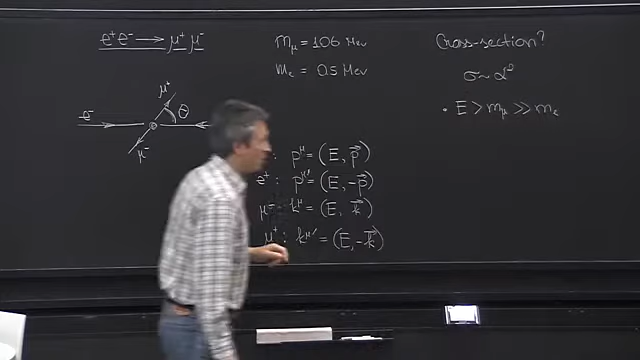 e⁺e⁻ → μ⁺μ⁻
m_μ = 106 MeV
m_e = 0.5 MeV
Cross-section?
σ ~ α²
• E > m_μ ≫ m_e
μ⁺
e⁻
θ
μ⁻
: p^μ = (E, p⃗)
e⁺: p^μ' = (E, -p⃗)
μ⁻: k^μ = (E, k⃗)
μ⁺: k^μ' = (E, -k⃗)